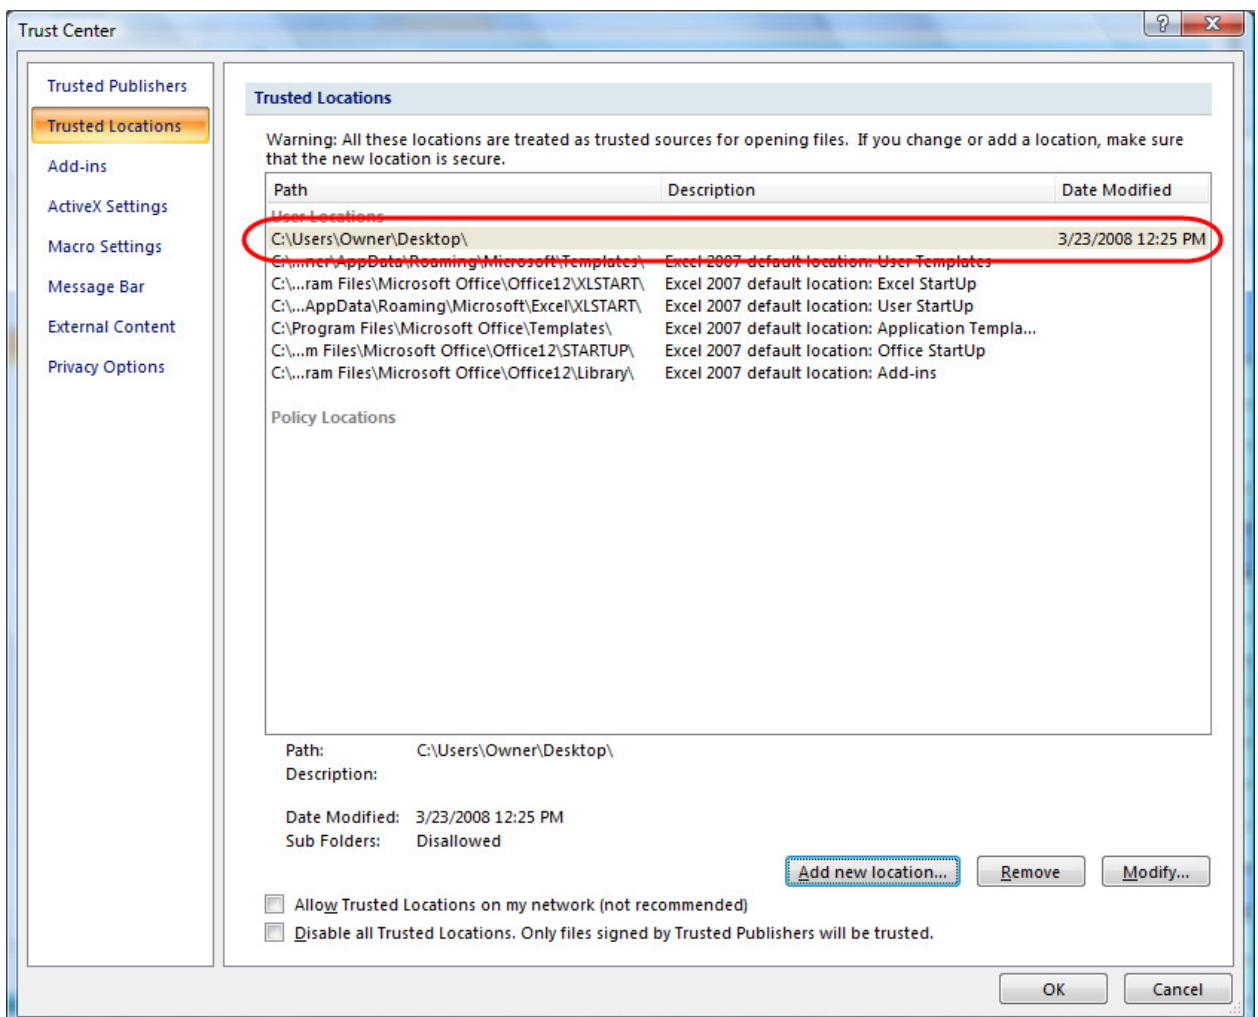 Trust Center
Trusted Publishers
Trusted Locations
Add-ins
ActiveX Settings
Macro Settings
Message Bar
External Content
Privacy Options
Trusted Locations
Warning: All these locations are treated as trusted sources for opening files. If you change or add a location, make sure
that the new location is secure.
Path Description Date Modified
User Locations
C:\Users\Owner\Desktop\ 3/23/2008 12:25 PM
C:\...ner\AppData\Roaming\Microsoft\Templates\ Excel 2007 default location: User Templates
C:\...ram Files\Microsoft Office\Office12\XLSTART\ Excel 2007 default location: Excel StartUp
C:\...AppData\Roaming\Microsoft\Excel\XLSTART\ Excel 2007 default location: User StartUp
C:\Program Files\Microsoft Office\Templates\ Excel 2007 default location: Application Templa...
C:\...m Files\Microsoft Office\Office12\STARTUP\ Excel 2007 default location: Office StartUp
C:\...ram Files\Microsoft Office\Office12\Library\ Excel 2007 default location: Add-ins
Policy Locations
Path: C:\Users\Owner\Desktop\
Description:
Date Modified: 3/23/2008 12:25 PM
Sub Folders: Disallowed
Add new location... Remove Modify...
Allow Trusted Locations on my network (not recommended)
Disable all Trusted Locations. Only files signed by Trusted Publishers will be trusted.
OK Cancel